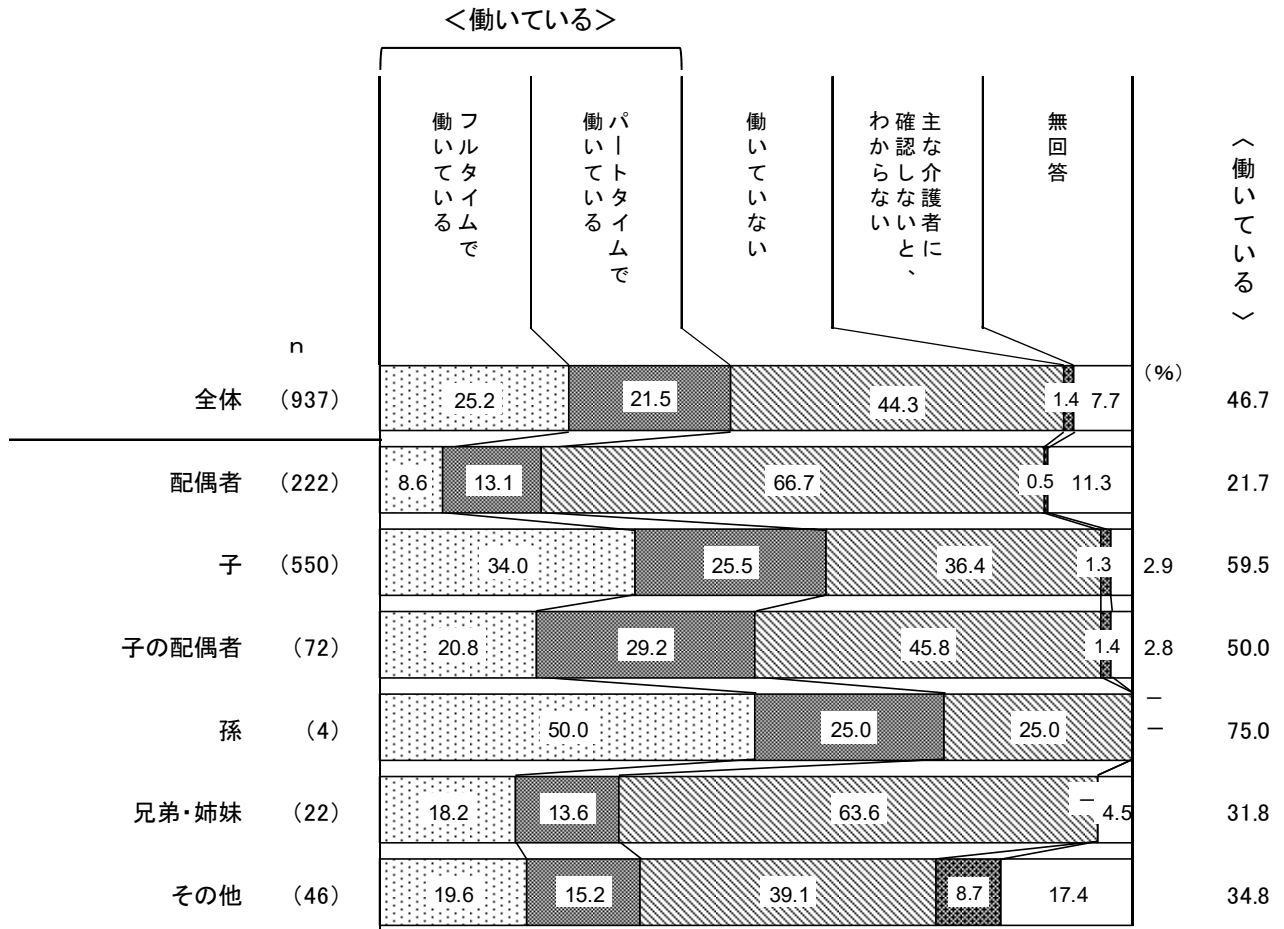 ＜働いている＞
フルタイムで
働いている
パートタイムで
働いている
働いていない
主な介護者に
確認しないと、
わからない
無回答
＜働いている＞
ｎ
(%)
全体 (937) 25.2 21.5 44.3 1.4 7.7 46.7
配偶者 (222) 8.6 13.1 66.7 0.5 11.3 21.7
子 (550) 34.0 25.5 36.4 1.3 2.9 59.5
子の配偶者 (72) 20.8 29.2 45.8 1.4 2.8 50.0
孫 (4) 50.0 25.0 25.0 － － 75.0
兄弟・姉妹 (22) 18.2 13.6 63.6 － 4.5 31.8
その他 (46) 19.6 15.2 39.1 8.7 17.4 34.8